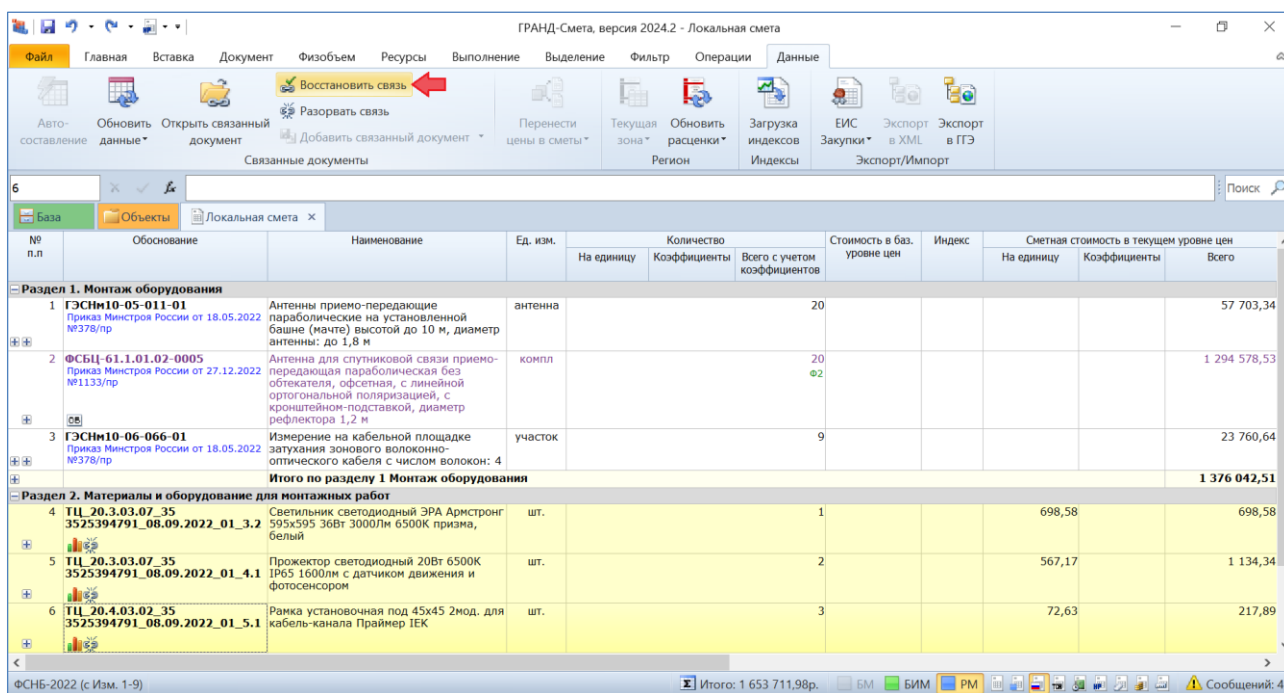 ГРАНД-Смета, версия 2024.2 - Локальная смета
Файл Главная Вставка Документ Физобъем Ресурсы Выполнение Выделение Фильтр Операции Данные
Авто-
составление
Обновить
данные
Открыть связанный
документ
Восстановить связь
Разорвать связь
Добавить связанный документ
Связанные документы
Перенести
цены в сметы
Текущая
зона
Обновить
расценки
Регион
Загрузка
индексов
Индексы
ЕИС
Закупки
Экспорт
в XML
Экспорт
в ГГЭ
Экспорт/Импорт
6 fx Поиск
База Объекты Локальная смета ×
№
п.п
Обоснование
Наименование
Ед. изм.
Количество
На единицу
Коэффициенты
Всего с учетом
коэффициентов
Стоимость в баз.
уровне цен
Индекс
Сметная стоимость в текущем уровне цен
На единицу
Коэффициенты
Всего
Раздел 1. Монтаж оборудования
1 ГЭСНм10-05-011-01 Антенны приемо-передающие антенна 20 57 703,34
Приказ Минстроя России от 18.05.2022 параболические на установленной
№378/пр башне (мачте) высотой до 10 м, диаметр
антенны: до 1,8 м
2 ФСБЦ-61.1.01.02-0005 Антенна для спутниковой связи приемо- компл 20 1 294 578,53
Приказ Минстроя России от 27.12.2022 передающая параболическая без Ф2
№1133/пр обтекателя, офсетная, с линейной
ортогональной поляризацией, с
кронштейном-подставкой, диаметр
ОВ рефлектора 1,2 м
3 ГЭСНм10-06-066-01 Измерение на кабельной площадке участок 9 23 760,64
Приказ Минстроя России от 18.05.2022 затухания зонового волоконно-
№378/пр оптического кабеля с числом волокон: 4
Итого по разделу 1 Монтаж оборудования 1 376 042,51
Раздел 2. Материалы и оборудование для монтажных работ
4 ТЦ_20.3.03.07_35 Светильник светодиодный ЭРА Армстронг шт. 1 698,58 698,58
3525394791_08.09.2022_01_3.2 595х595 36Вт 3000Лм 6500К призма,
белый
5 ТЦ_20.3.03.07_35 Прожектор светодиодный 20Вт 6500К шт. 2 567,17 1 134,34
3525394791_08.09.2022_01_4.1 IP65 1600лм с датчиком движения и
фотосенсором
6 ТЦ_20.4.03.02_35 Рамка установочная под 45х45 2мод. для шт. 3 72,63 217,89
3525394791_08.09.2022_01_5.1 кабель-канала Праймер IEK
ФСНБ-2022 (с Изм. 1-9) Итого: 1 653 711,98р. БМ БИМ РМ Сообщений: 4